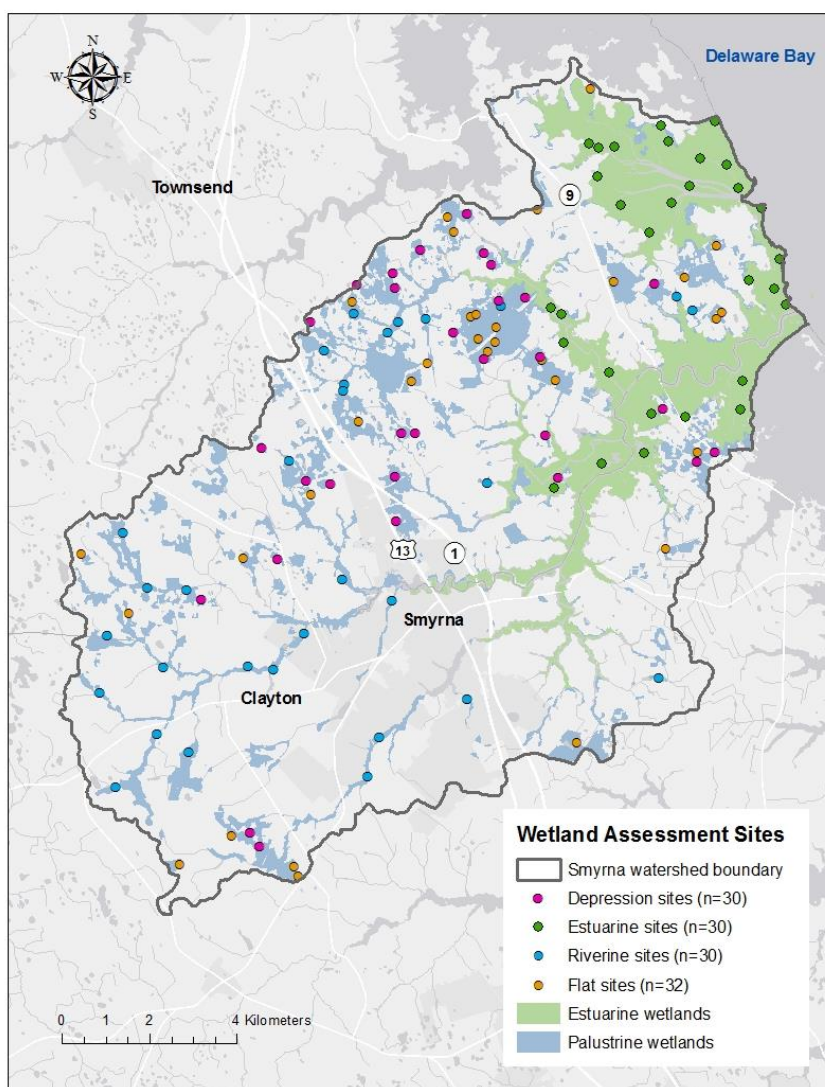 Delaware Bay
N
W E
S
Townsend
9
13
1
Smyrna
Clayton
Wetland Assessment Sites
Smyrna watershed boundary
Depression sites (n=30)
Estuarine sites (n=30)
Riverine sites (n=30)
Flat sites (n=32)
Estuarine wetlands
Palustrine wetlands
0 1 2 4 Kilometers